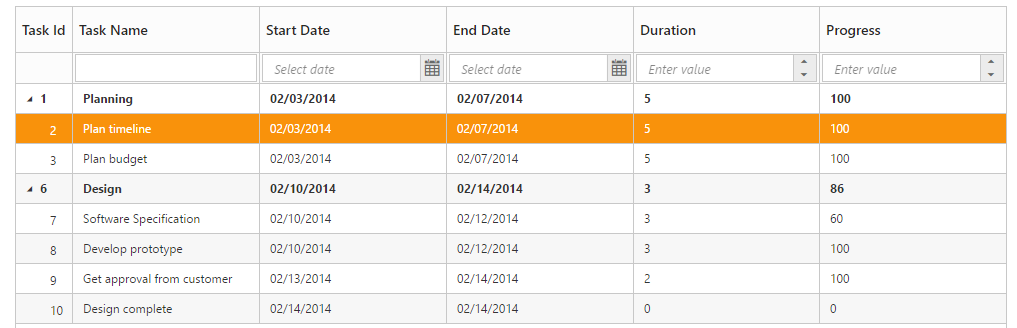 Task Id Task Name Start Date End Date Duration Progress
Select date Select date Enter value Enter value
1 Planning 02/03/2014 02/07/2014 5 100
2 Plan timeline 02/03/2014 02/07/2014 5 100
3 Plan budget 02/03/2014 02/07/2014 5 100
6 Design 02/10/2014 02/14/2014 3 86
7 Software Specification 02/10/2014 02/12/2014 3 60
8 Develop prototype 02/10/2014 02/12/2014 3 100
9 Get approval from customer 02/13/2014 02/14/2014 2 100
10 Design complete 02/14/2014 02/14/2014 0 0